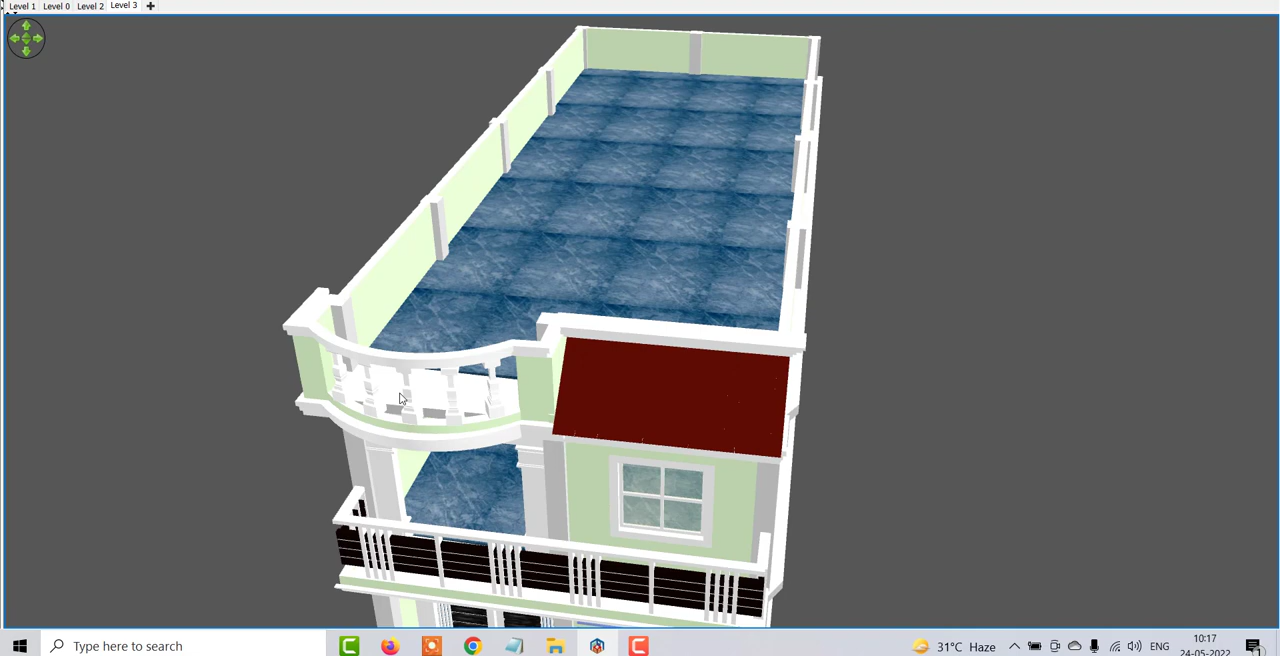 Level 1 Level 0 Level 2 Level 3
Type here to search
31°C Haze
ENG
10:17
24-05-2022
1